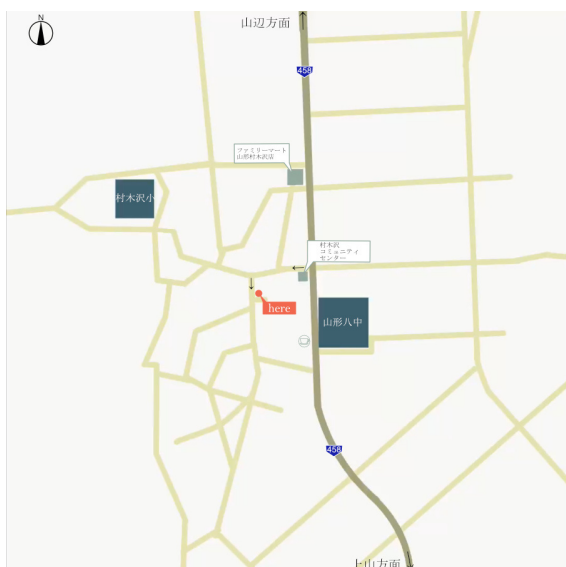 N
山辺方面
458
ファミリーマート
山形村木沢店
村木沢小
村木沢
コミュニティ
センター
here
山形八中
458
上山方面